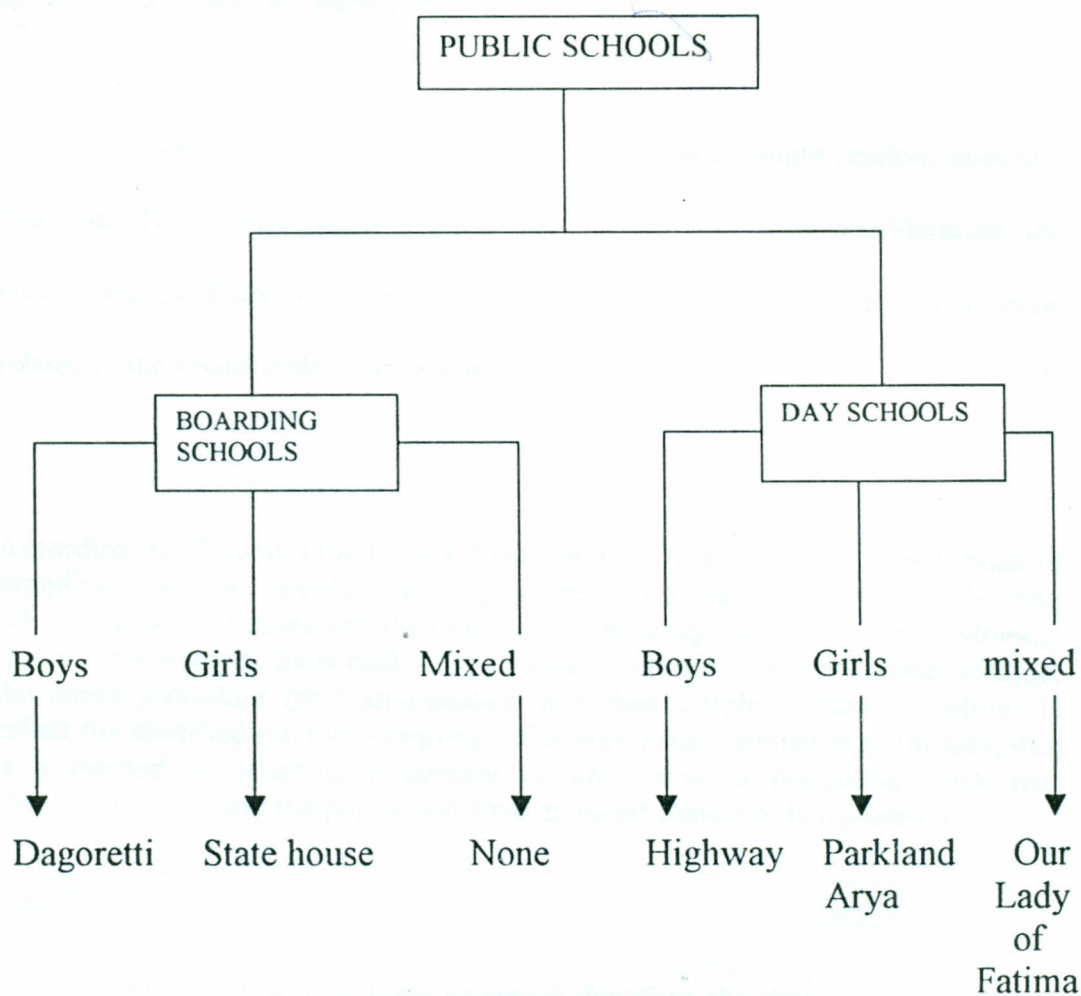 PUBLIC SCHOOLS
BOARDING
SCHOOLS
DAY SCHOOLS
Boys
Girls
Mixed
Boys
Girls
mixed
Dagoretti
State house
None
Highway
Parkland
Arya
Our
Lady
of
Fatima